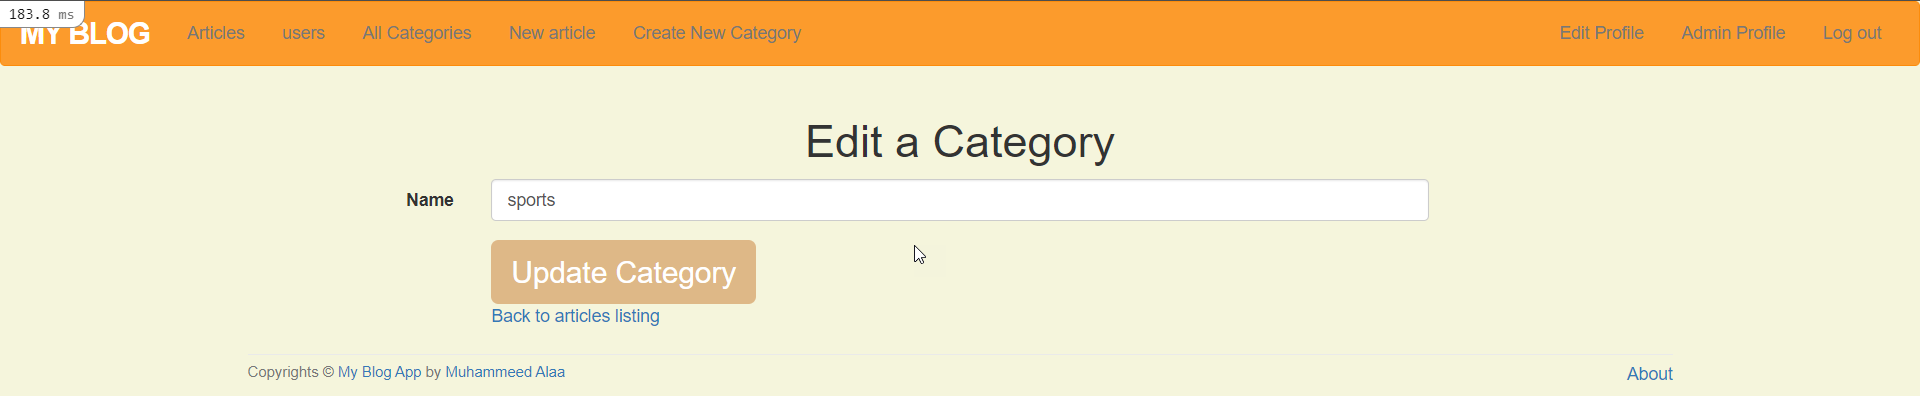 183.8 ms
MY BLOG Articles users All Categories New article Create New Category Edit Profile Admin Profile Log out
Edit a Category
Name sports
Update Category
Back to articles listing
Copyrights © My Blog App by Muhammeed Alaa About